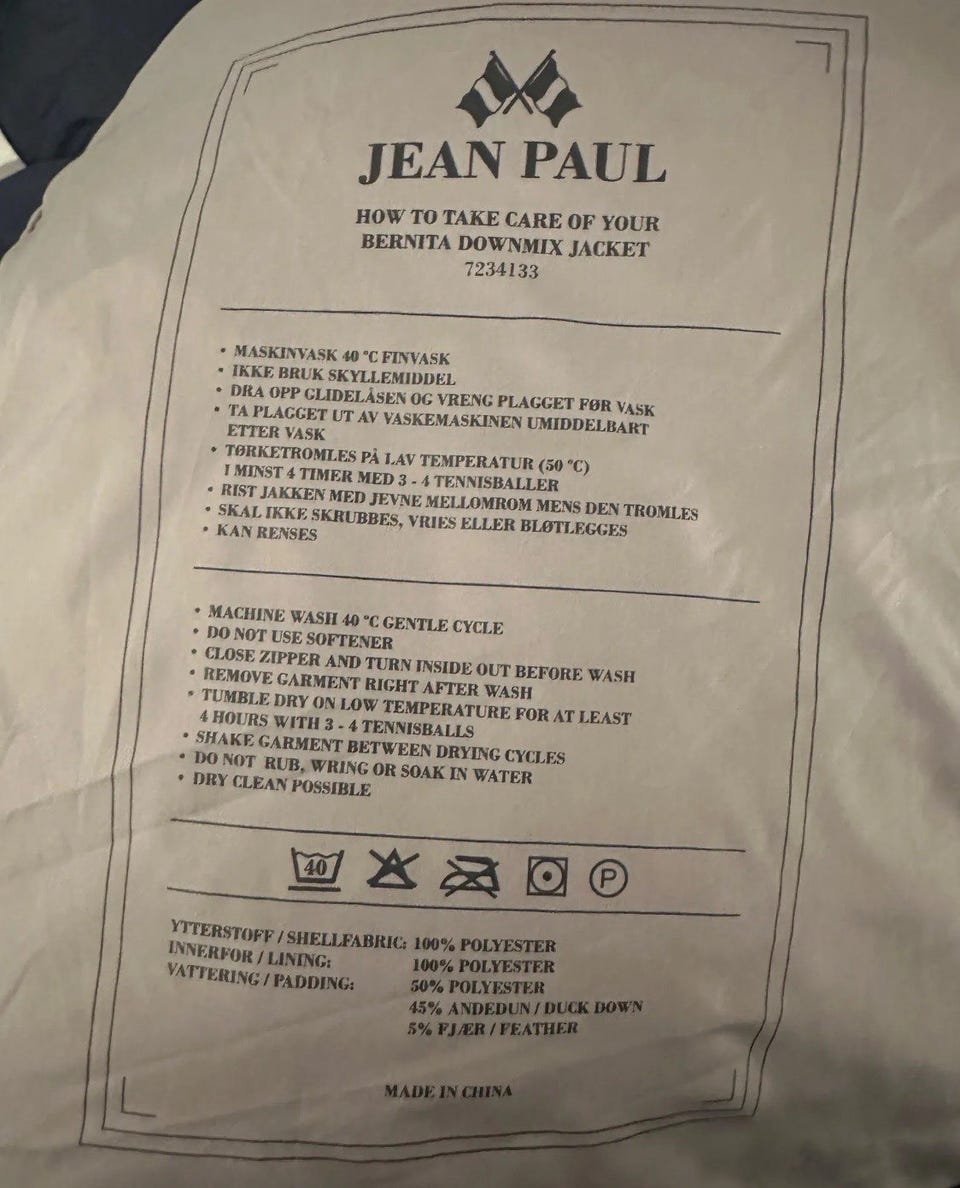 JEAN PAUL
HOW TO TAKE CARE OF YOUR
BERNITA DOWNMIX JACKET
7234133
• MASKINVASK 40 °C FINVASK
• IKKE BRUK SKYLLEMIDDEL
• DRA OPP GLIDELÅSEN OG VRENG PLAGGET FØR VASK
• TA PLAGGET UT AV VASKEMASKINEN UMIDDELBART
ETTER VASK
• TØRKETROMLES PÅ LAV TEMPERATUR (50 °C)
I MINST 4 TIMER MED 3 - 4 TENNISBALLER
• RIST JAKKEN MED JEVNE MELLOMROM MENS DEN TROMLES
• SKAL IKKE SKRUBBES, VRIES ELLER BLØTLEGGES
• KAN RENSES
• MACHINE WASH 40 °C GENTLE CYCLE
• DO NOT USE SOFTENER
• CLOSE ZIPPER AND TURN INSIDE OUT BEFORE WASH
• REMOVE GARMENT RIGHT AFTER WASH
• TUMBLE DRY ON LOW TEMPERATURE FOR AT LEAST
4 HOURS WITH 3 - 4 TENNISBALLS
• SHAKE GARMENT BETWEEN DRYING CYCLES
• DO NOT RUB, WRING OR SOAK IN WATER
• DRY CLEAN POSSIBLE
40 P
YTTERSTOFF / SHELLFABRIC: 100% POLYESTER
INNERFOR / LINING: 100% POLYESTER
VATTERING / PADDING: 50% POLYESTER
45% ANDEDUN / DUCK DOWN
5% FJÆR / FEATHER
MADE IN CHINA